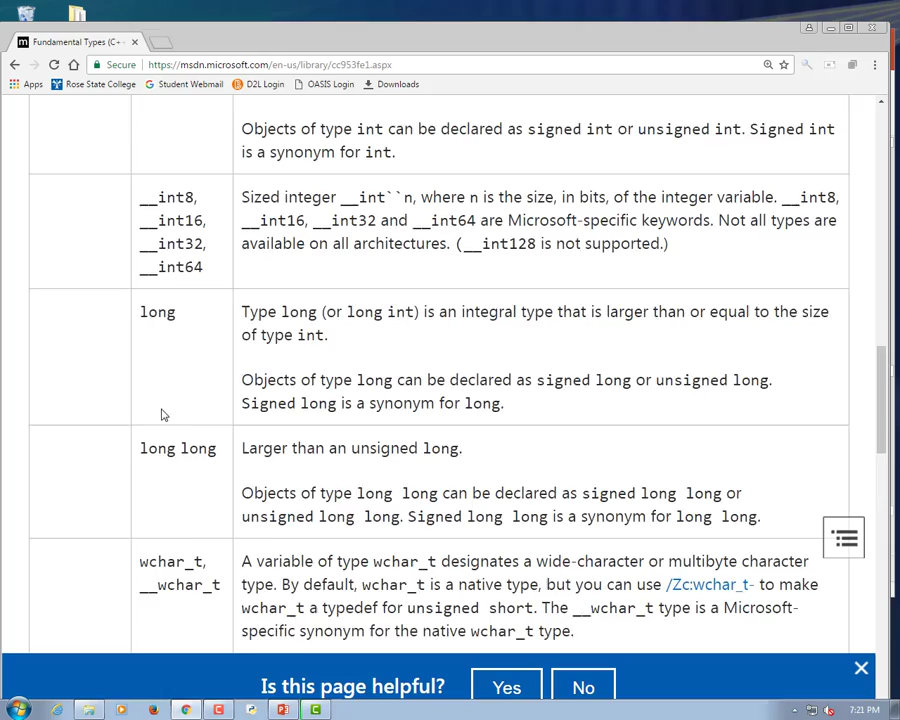 Fundamental Types (C+ -
Secure
https://msdn.microsoft.com/en-us/library/cc953fe1.aspx
Apps
Rose State College
Student Webmail
D2L Login
OASIS Login
Downloads
Objects of type int can be declared as signed int or unsigned int. Signed int
is a synonym for int.
__int8,
__int16,
__int32,
__int64
Sized integer __int``n, where n is the size, in bits, of the integer variable. __int8,
__int16, __int32 and __int64 are Microsoft-specific keywords. Not all types are
available on all architectures. (__int128 is not supported.)
long
Type long (or long int) is an integral type that is larger than or equal to the size
of type int.
Objects of type long can be declared as signed long or unsigned long.
Signed long is a synonym for long.
long long
Larger than an unsigned long.
Objects of type long long can be declared as signed long long or
unsigned long long. Signed long long is a synonym for long long.
wchar_t,
__wchar_t
A variable of type wchar_t designates a wide-character or multibyte character
type. By default, wchar_t is a native type, but you can use /Zc:wchar_t- to make
wchar_t a typedef for unsigned short. The __wchar_t type is a Microsoft-
specific synonym for the native wchar_t type.
Is this page helpful?
Yes
No
7:21 PM